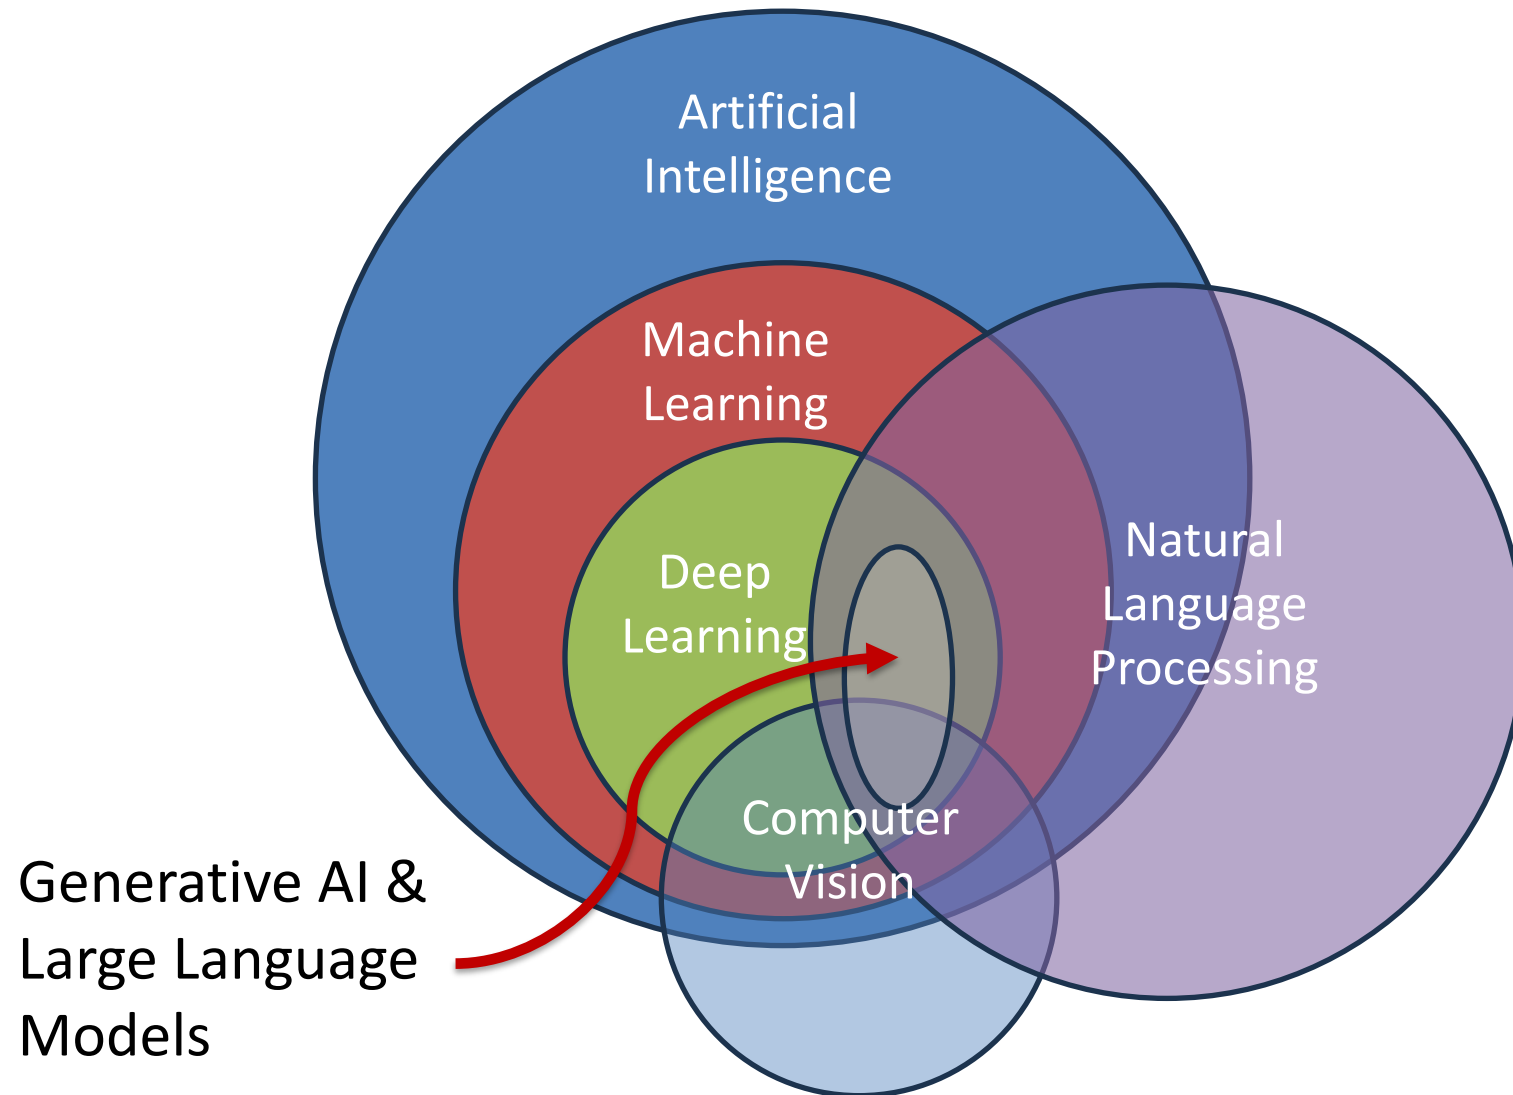 Artificial
Intelligence
Machine
Learning
Deep
Learning
Natural
Language
Processing
Computer
Vision
Generative AI &
Large Language
Models